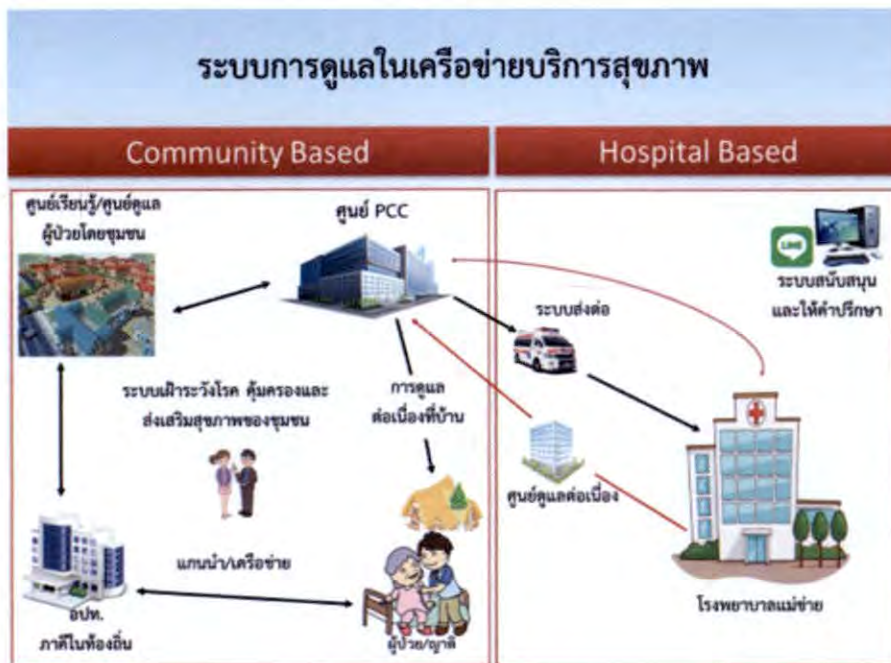 ระบบการดูแลในเครือข่ายบริการสุขภาพ
Community Based
Hospital Based
ศูนย์เรียนรู้/ศูนย์ดูแล
ผู้ป่วยโดยชุมชน
ศูนย์ PCC
LINE
ระบบสนับสนุน
และให้คำปรึกษา
ระบบส่งต่อ
ระบบเฝ้าระวังโรค คุ้มครองและ
ส่งเสริมสุขภาพของชุมชน
การดูแล
ต่อเนื่องที่บ้าน
ศูนย์ดูแลต่อเนื่อง
แกนนำ/เครือข่าย
อปท.
ภาคีในท้องถิ่น
ผู้ป่วย/ญาติ
โรงพยาบาลแม่ข่าย